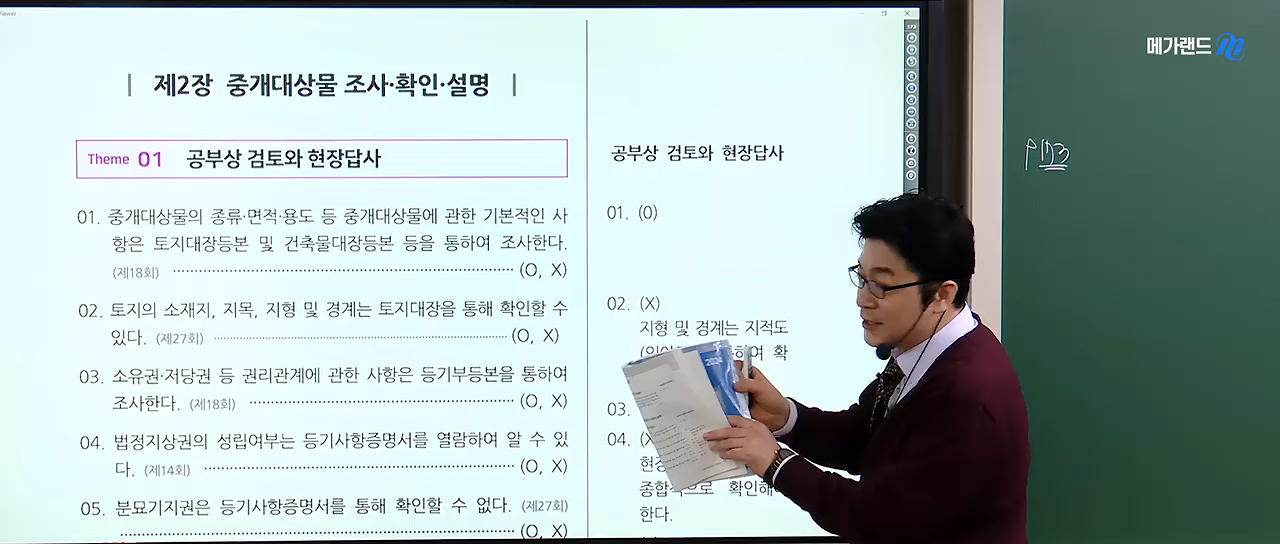 Viewer
메가랜드
제2장 중개대상물 조사·확인·설명
173
Theme 01 공부상 검토와 현장답사
01. 중개대상물의 종류·면적·용도 등 중개대상물에 관한 기본적인 사
항은 토지대장등본 및 건축물대장등본 등을 통하여 조사한다.
(제18회) (O, X)
02. 토지의 소재지, 지목, 지형 및 경계는 토지대장을 통해 확인할 수
있다. (제27회) (O, X)
03. 소유권·저당권 등 권리관계에 관한 사항은 등기부등본을 통하여
조사한다. (제18회) (O, X)
04. 법정지상권의 성립여부는 등기사항증명서를 열람하여 알 수 있
다. (제14회) (O, X)
05. 분묘기지권은 등기사항증명서를 통해 확인할 수 없다. (제27회)
(O, X)
공부상 검토와 현장답사
01. (0)
02. (X)
지형 및 경계는 지적도
확
03.
04.
종합적으로
한다.
P173
2024